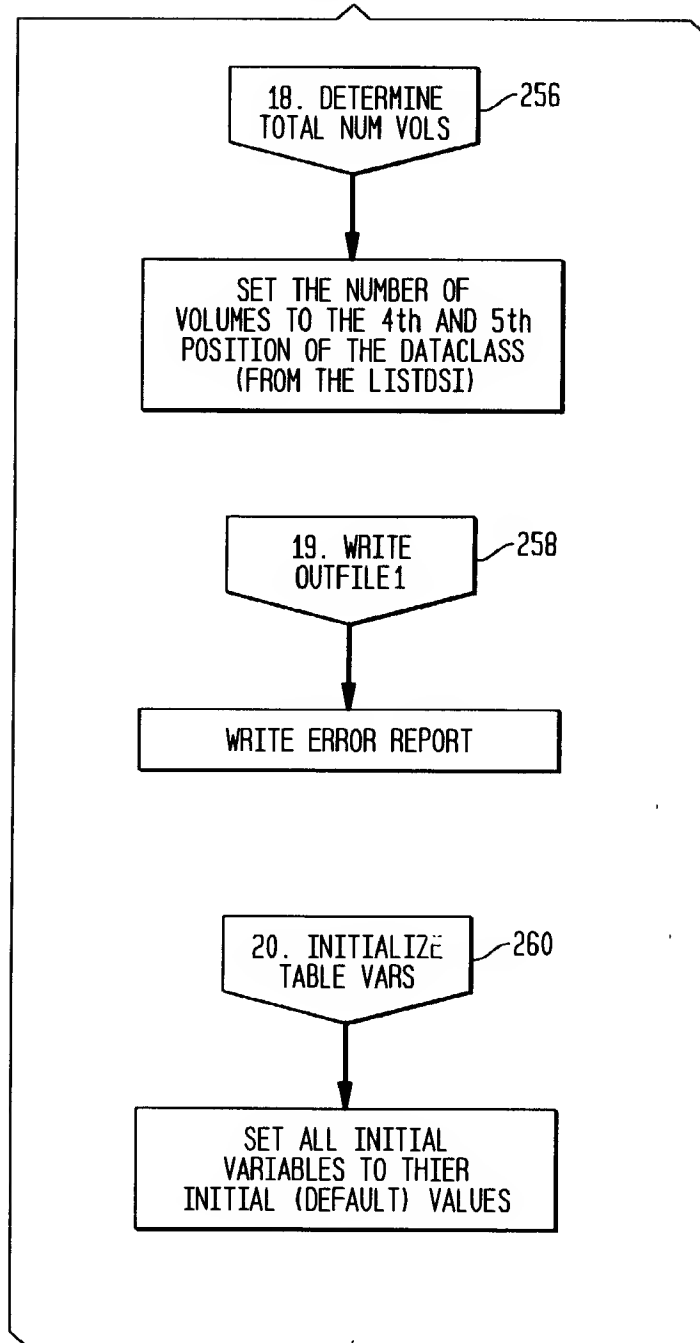 18. DETERMINE
TOTAL NUM VOLS
256
SET THE NUMBER OF
VOLUMES TO THE 4th AND 5th
POSITION OF THE DATACLASS
(FROM THE LISTDSI)
19. WRITE
OUTFILE1
258
WRITE ERROR REPORT
20. INITIALIZE
TABLE VARS
260
SET ALL INITIAL
VARIABLES TO THIER
INITIAL (DEFAULT) VALUES